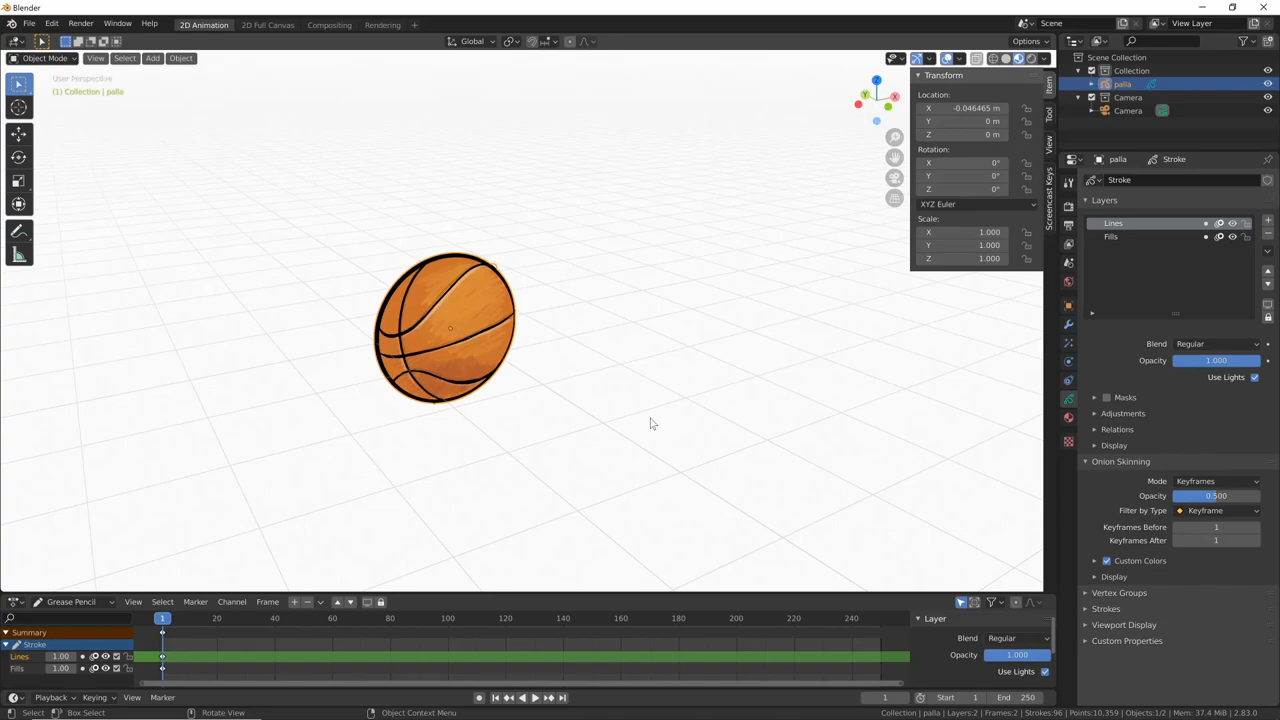 Blender
File Edit Render Window Help 2D Animation 2D Full Canvas Compositing Rendering + Scene View Layer
Global Options
Object Mode View Select Add Object
User Perspective
(1) Collection | palla
Z
Y X
Transform
Location:
X -0.046465 m
Y 0 m
Z 0 m
Rotation:
X 0°
Y 0°
Z 0°
XYZ Euler
Scale:
X 1.000
Y 1.000
Z 1.000
Item
Tool
View
Screencast Keys
Scene Collection
Collection
palla
Camera
Camera
palla Stroke
Stroke
Layers
Lines
Fills
Blend Regular
Opacity 1.000
Use Lights
Masks
Adjustments
Relations
Display
Onion Skinning
Mode Keyframes
Opacity 0.500
Filter by Type Keyframe
Keyframes Before 1
Keyframes After 1
Custom Colors
Display
Vertex Groups
Strokes
Viewport Display
Custom Properties
Grease Pencil View Select Marker Channel Frame
1 20 40 60 80 100 120 140 160 180 200 220 240
Summary
Stroke
Lines 1.00
Fills 1.00
Layer
Blend Regular
Opacity 1.000
Use Lights
Playback Keying View Marker 1 Start 1 End 250
Select Box Select Rotate View Object Context Menu Collection | palla | Layers:2 | Frames:2 | Strokes:96 | Points:10,359 | Objects:1/2 | Mem: 37.4 MiB | 2.83.0